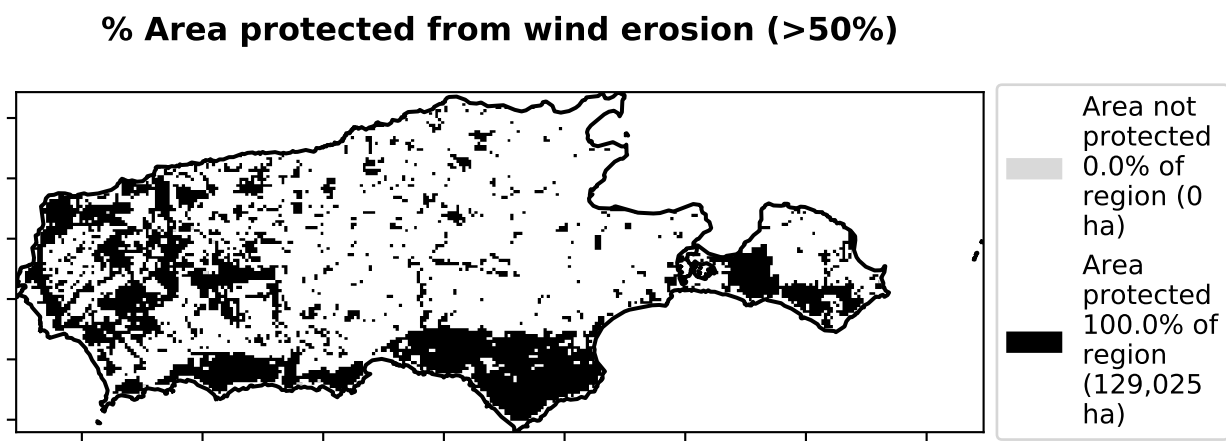 % Area protected from wind erosion (>50%)
Area not
protected
0.0% of
region (0
ha)
Area
protected
100.0% of
region
(129,025
ha)